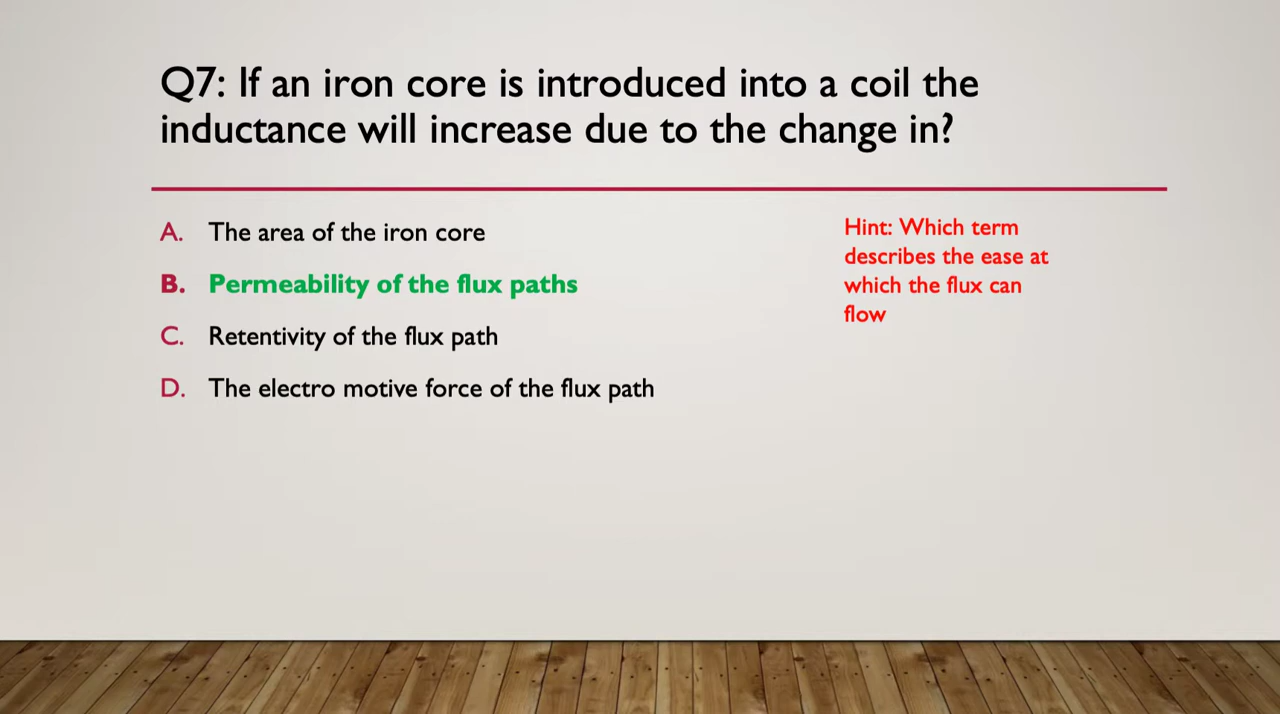 Q7: If an iron core is introduced into a coil the
inductance will increase due to the change in?
A. The area of the iron core
B. Permeability of the flux paths
C. Retentivity of the flux path
D. The electro motive force of the flux path
Hint: Which term
describes the ease at
which the flux can
flow